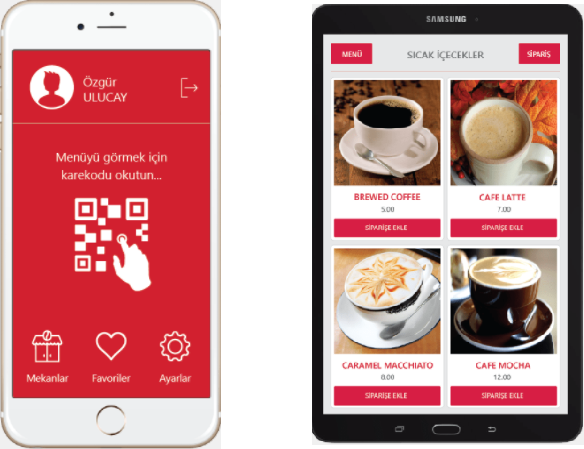 Özgür
ULUCAY
Menüyü görmek için
karekodu okutun...
Mekanlar
Favoriler
Ayarlar
SAMSUNG
MENÜ
SICAK İÇECEKLER
SİPARİŞ
BREWED COFFEE
5.00
SİPARİŞE EKLE
CAFE LATTE
7.00
SİPARİŞE EKLE
CARAMEL MACCHIATO
8.00
SİPARİŞE EKLE
CAFE MOCHA
12.00
SİPARİŞE EKLE